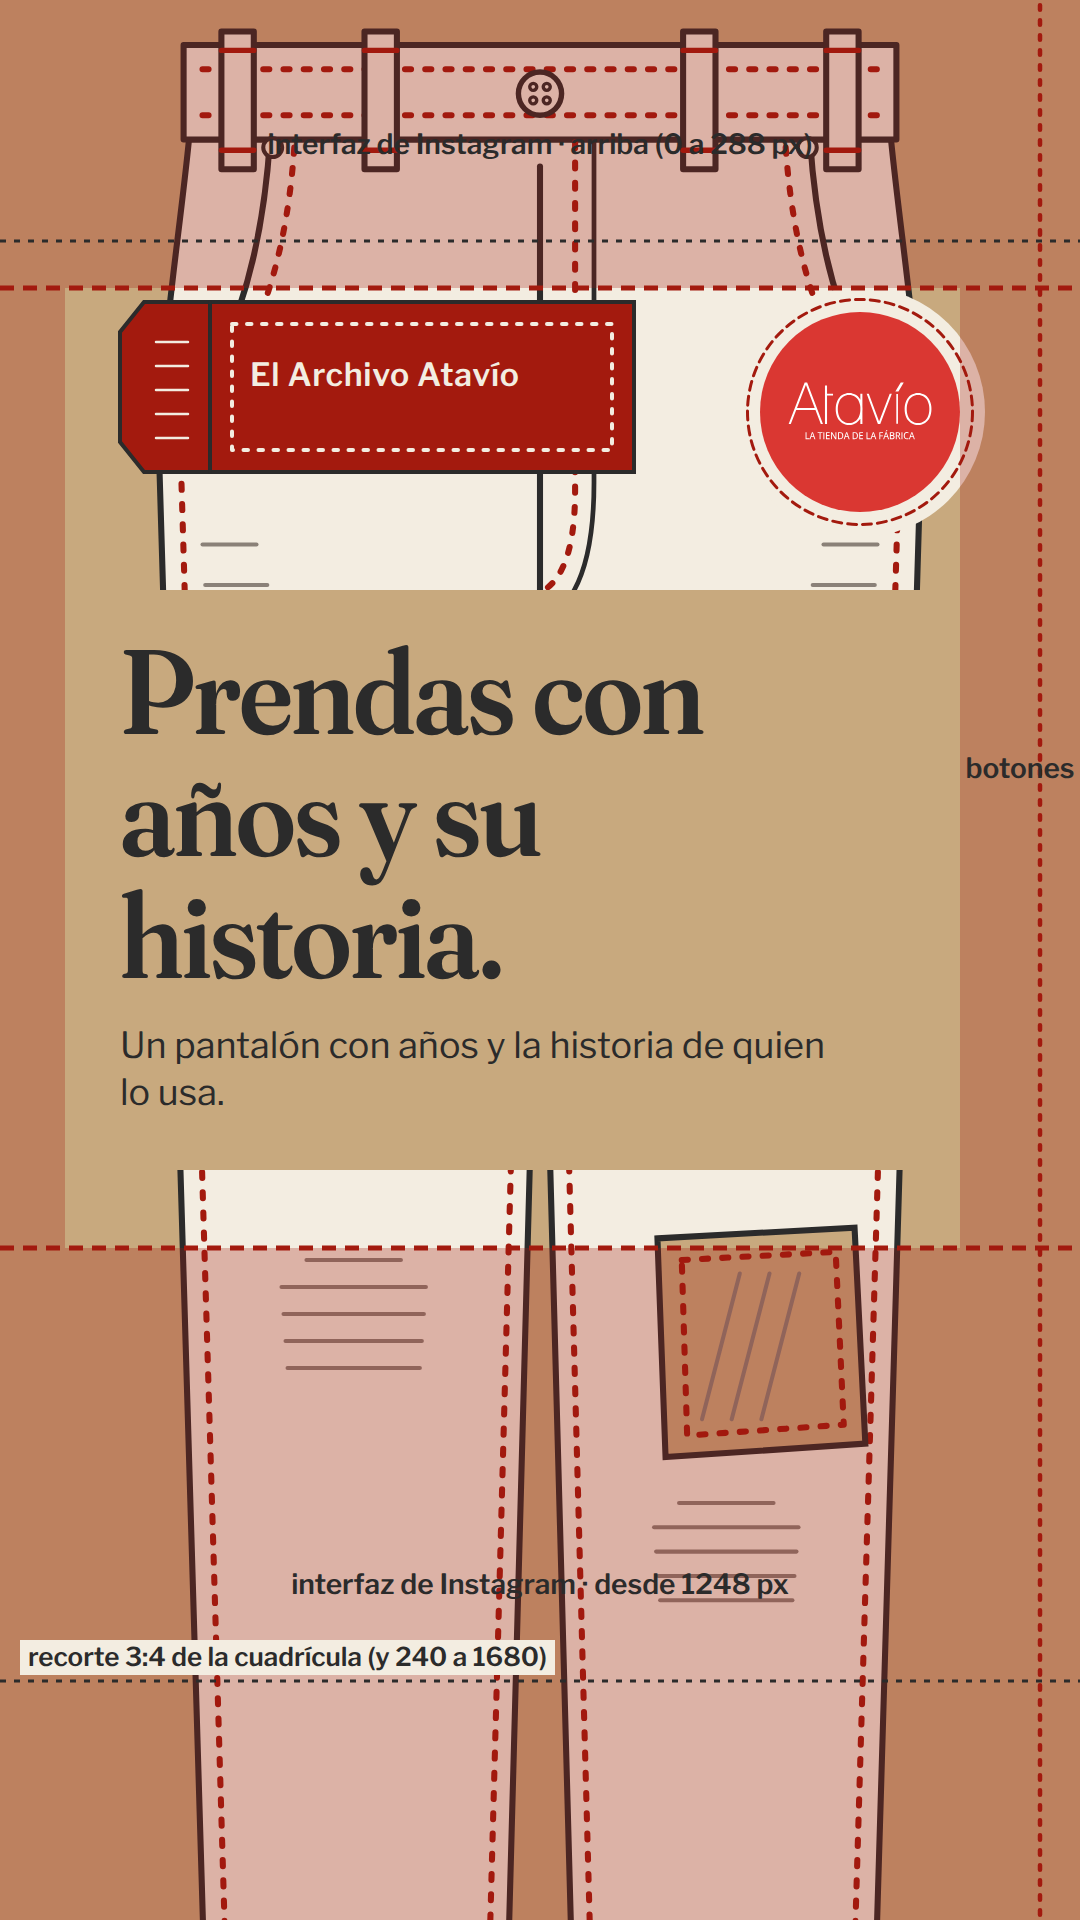 interfaz de Instagram · arriba (0 a 288 px)
El Archivo Atavío
Atavío
LA TIENDA DE LA FÁBRICA
Prendas con
años y su
historia.
botones
Un pantalón con años y la historia de quien
lo usa.
interfaz de Instagram · desde 1248 px
recorte 3:4 de la cuadrícula (y 240 a 1680)